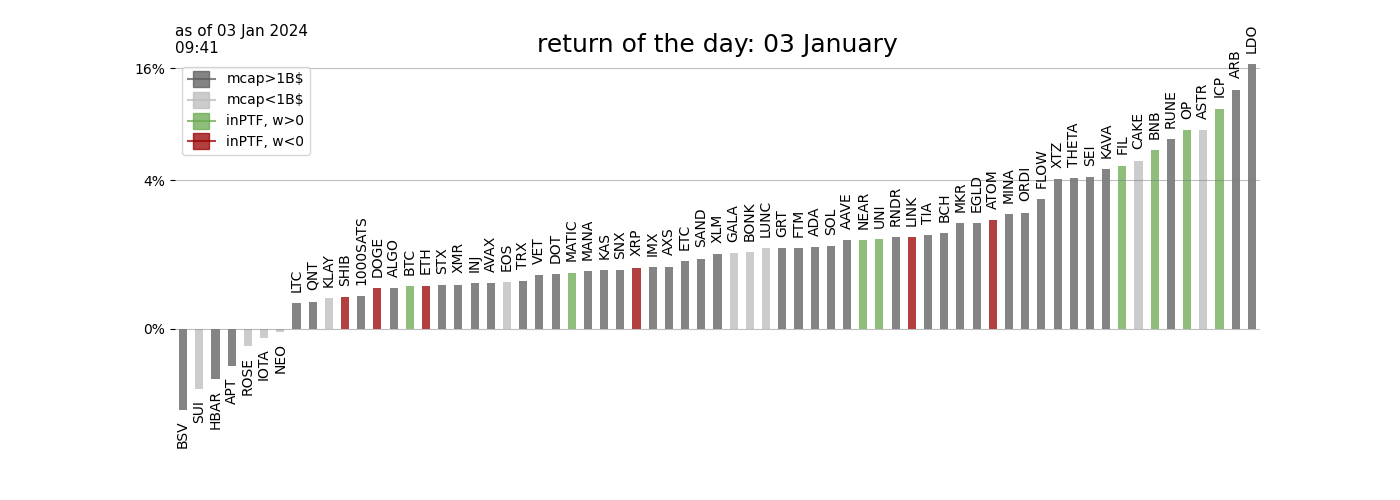 as of 03 Jan 2024
09:41
return of the day: 03 January
16%
4%
0%
mcap>1B$
mcap<1B$
inPTF, w>0
inPTF, w<0
BSV
SUI
HBAR
APT
ROSE
IOTA
NEO
LTC
QNT
KLAY
SHIB
1000SATS
DOGE
ALGO
BTC
ETH
STX
XMR
INJ
AVAX
EOS
TRX
VET
DOT
MATIC
MANA
KAS
SNX
XRP
IMX
AXS
ETC
SAND
XLM
GALA
BONK
LUNC
GRT
FTM
ADA
SOL
AAVE
NEAR
UNI
RNDR
LINK
TIA
BCH
MKR
EGLD
ATOM
MINA
ORDI
FLOW
XTZ
THETA
SEI
KAVA
FIL
CAKE
BNB
RUNE
OP
ASTR
ICP
ARB
LDO